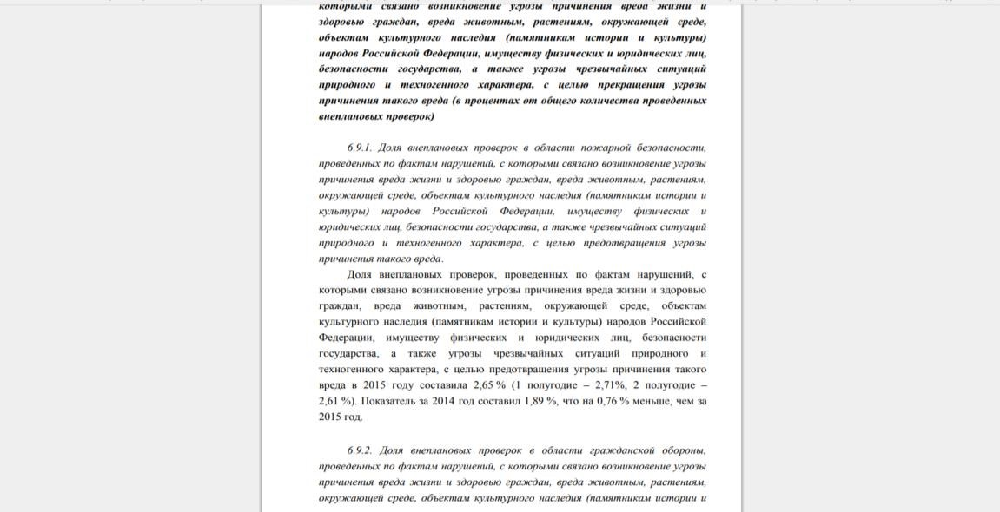 которыми связано возникновение угрозы причинения вреда жизни и
здоровью граждан, вреда животным, растениям, окружающей среде,
объектам культурного наследия (памятникам истории и культуры)
народов Российской Федерации, имуществу физических и юридических лиц,
безопасности государства, а также угрозы чрезвычайных ситуаций
природного и техногенного характера, с целью прекращения угрозы
причинения такого вреда (в процентах от общего количества проведенных
внеплановых проверок)
6.9.1. Доля внеплановых проверок в области пожарной безопасности,
проведенных по фактам нарушений, с которыми связано возникновение угрозы
причинения вреда жизни и здоровью граждан, вреда животным, растениям,
окружающей среде, объектам культурного наследия (памятникам истории и
культуры) народов Российской Федерации, имуществу физических и
юридических лиц, безопасности государства, а также чрезвычайных ситуаций
природного и техногенного характера, с целью предотвращения угрозы
причинения такого вреда.
Доля внеплановых проверок, проведенных по фактам нарушений, с
которыми связано возникновение угрозы причинения вреда жизни и здоровью
граждан, вреда животным, растениям, окружающей среде, объектам
культурного наследия (памятникам истории и культуры) народов Российской
Федерации, имуществу физических и юридических лиц, безопасности
государства, а также угрозы чрезвычайных ситуаций природного и
техногенного характера, с целью предотвращения угрозы причинения такого
вреда в 2015 году составила 2,65 % (1 полугодие – 2,71%, 2 полугодие –
2,61 %). Показатель за 2014 год составил 1,89 %, что на 0,76 % меньше, чем за
2015 год.
6.9.2. Доля внеплановых проверок в области гражданской обороны,
проведенных по фактам нарушений, с которыми связано возникновение угрозы
причинения вреда жизни и здоровью граждан, вреда животным, растениям,
окружающей среде, объектам культурного наследия (памятникам истории и